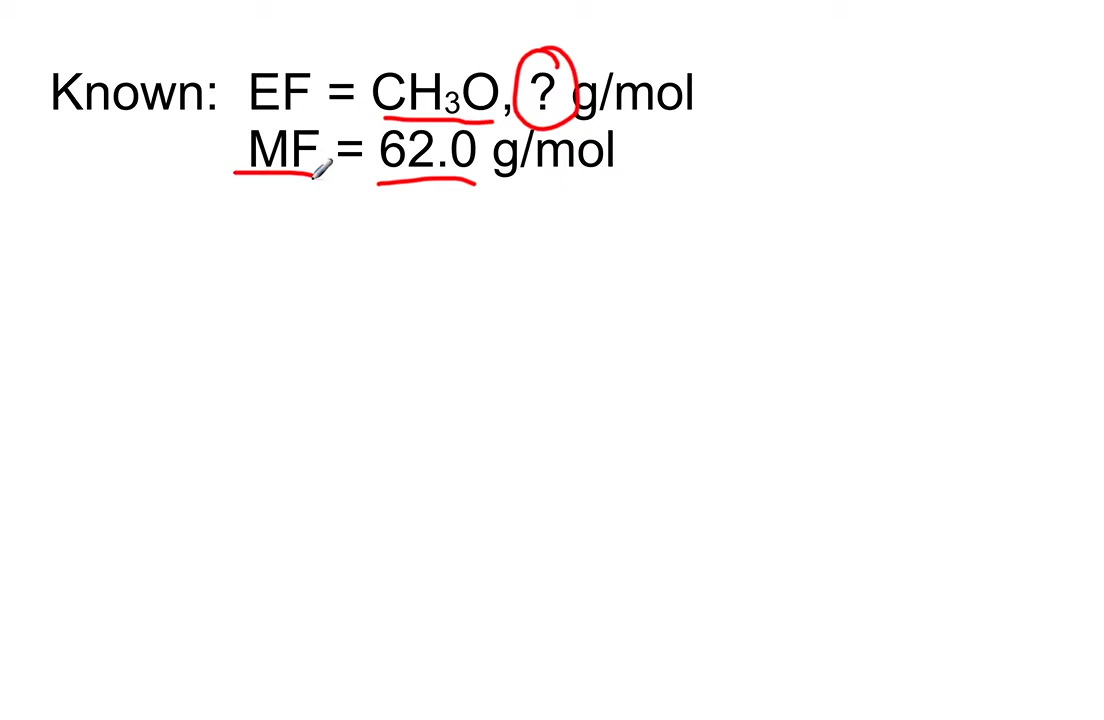 Known: EF = CH₃O, ? g/mol
MF = 62.0 g/mol